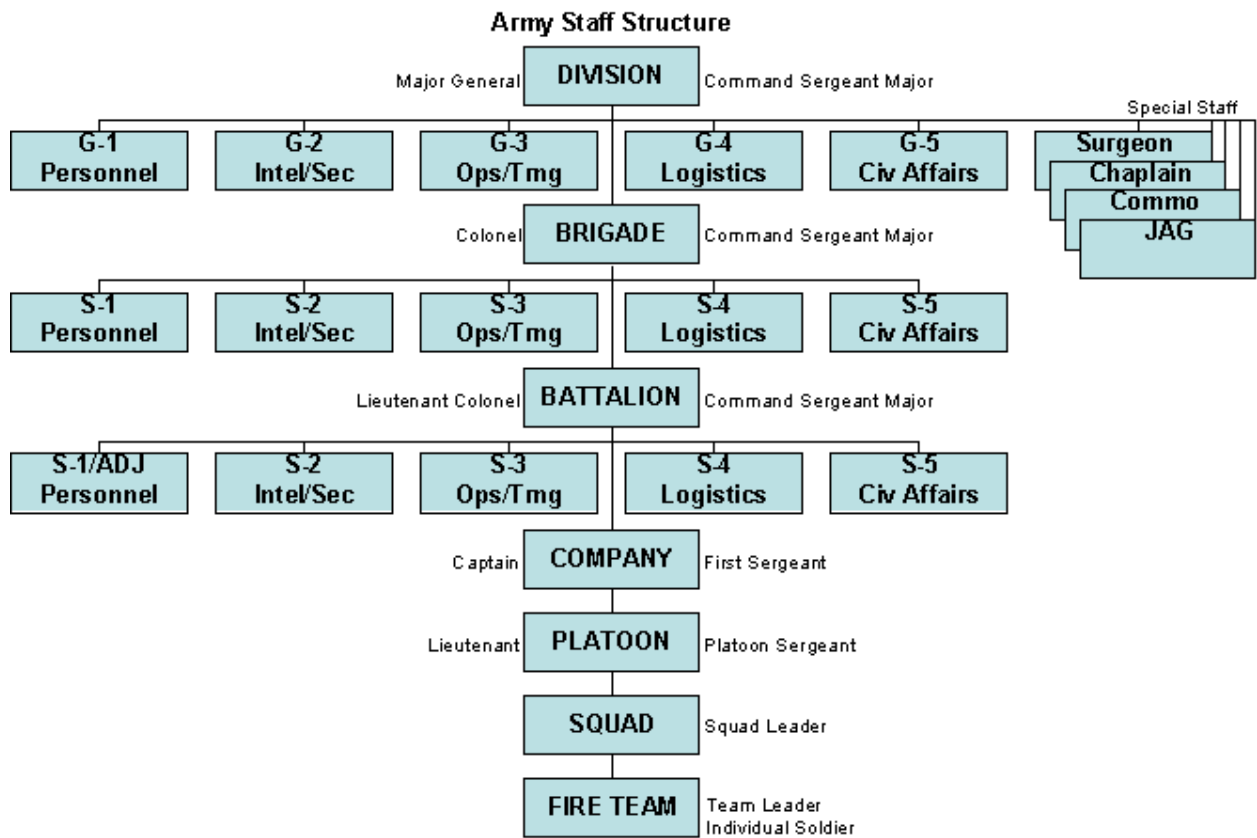 Army Staff Structure
Major General
DIVISION
Command Sergeant Major
Special Staff
G-1
Personnel
G-2
Intel/Sec
G-3
Ops/Trng
G-4
Logistics
G-5
Civ Affairs
Surgeon
Chaplain
Commo
JAG
Colonel
BRIGADE
Command Sergeant Major
S-1
Personnel
S-2
Intel/Sec
S-3
Ops/Trng
S-4
Logistics
S-5
Civ Affairs
Lieutenant Colonel
BATTALION
Command Sergeant Major
S-1/ADJ
Personnel
S-2
Intel/Sec
S-3
Ops/Trng
S-4
Logistics
S-5
Civ Affairs
Captain
COMPANY
First Sergeant
Lieutenant
PLATOON
Platoon Sergeant
SQUAD
Squad Leader
FIRE TEAM
Team Leader
Individual Soldier